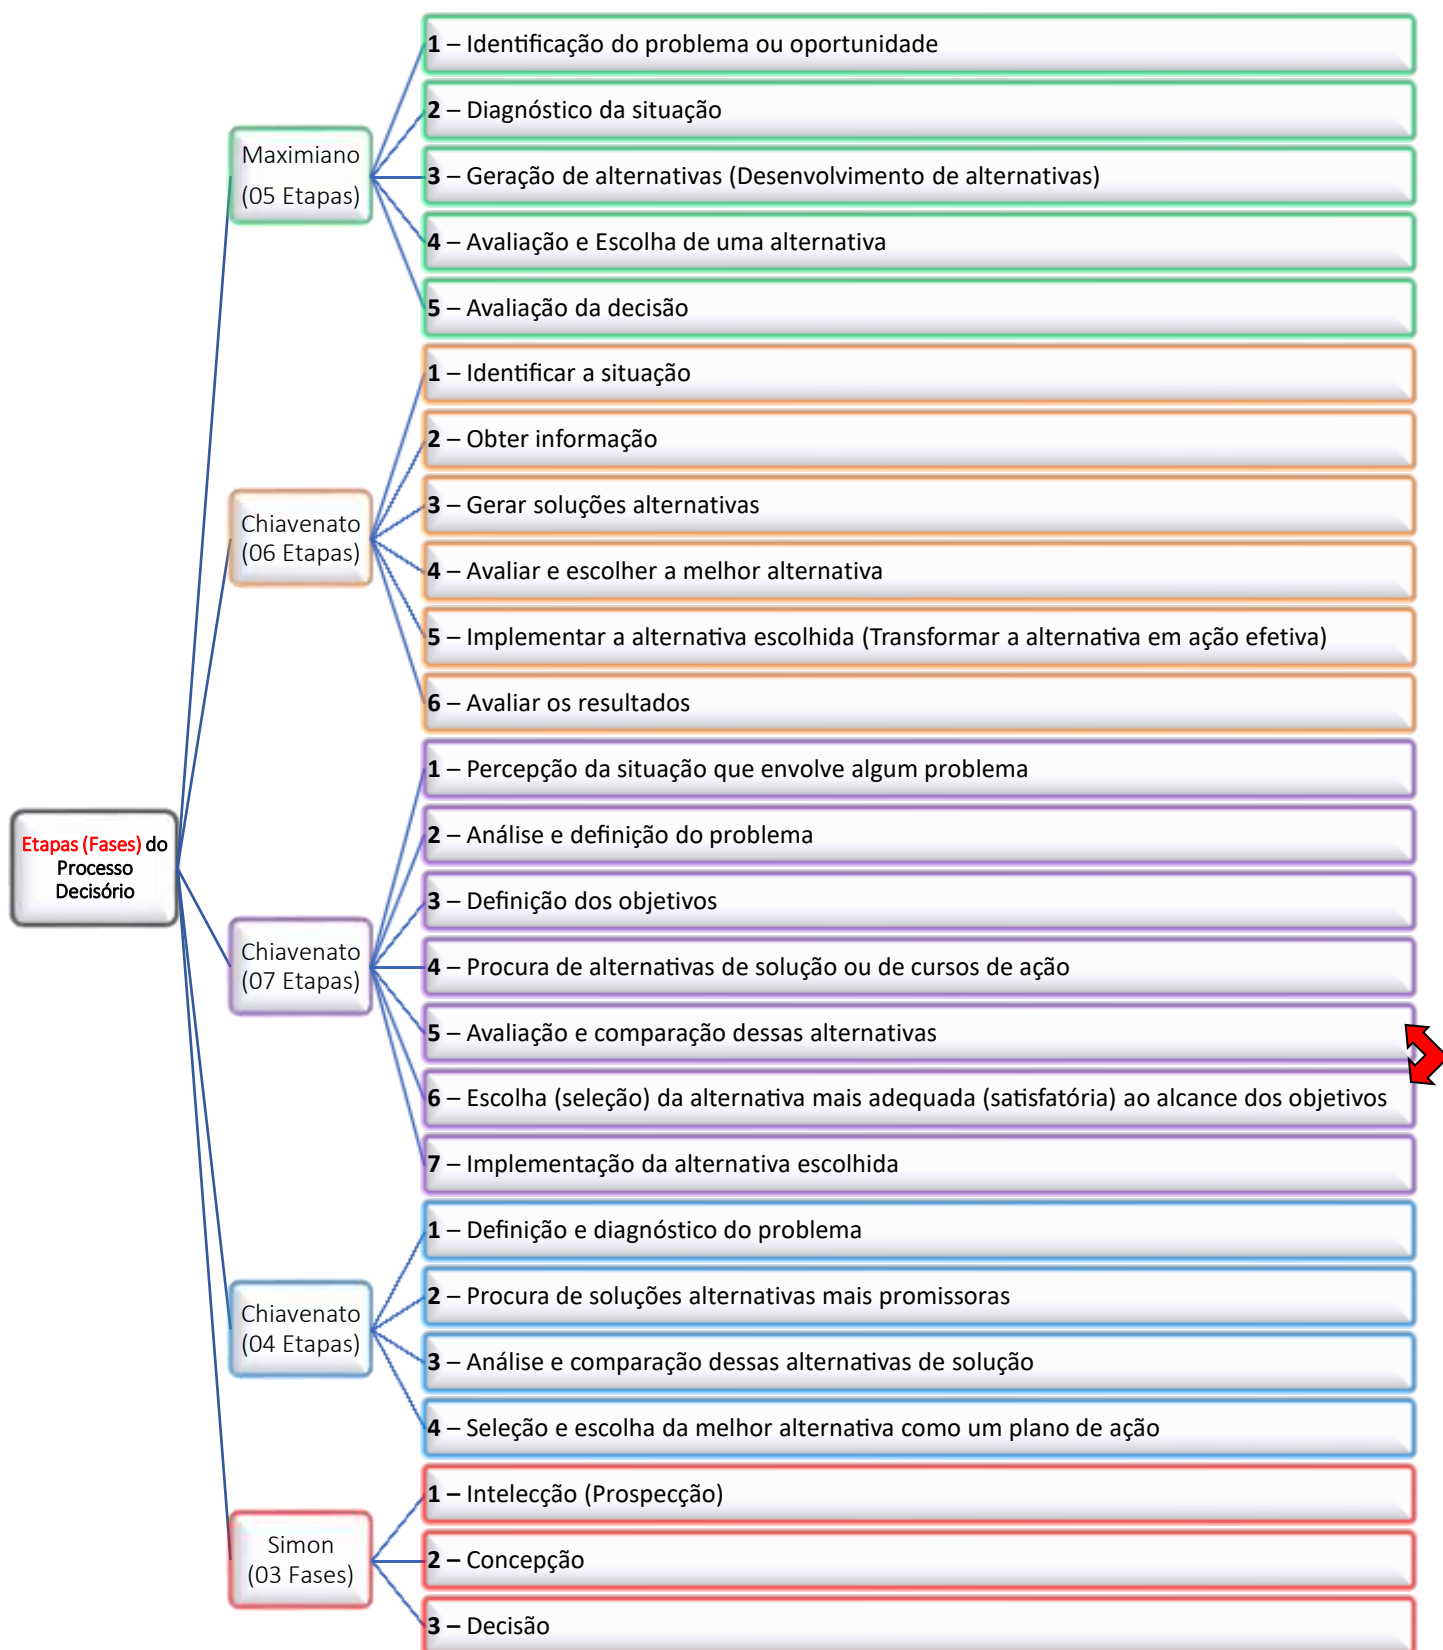 Etapas (Fases) do
Processo
Decisório
Maximiano
(05 Etapas)
1 – Identificação do problema ou oportunidade
2 – Diagnóstico da situação
3 – Geração de alternativas (Desenvolvimento de alternativas)
4 – Avaliação e Escolha de uma alternativa
5 – Avaliação da decisão
Chiavenato
(06 Etapas)
1 – Identificar a situação
2 – Obter informação
3 – Gerar soluções alternativas
4 – Avaliar e escolher a melhor alternativa
5 – Implementar a alternativa escolhida (Transformar a alternativa em ação efetiva)
6 – Avaliar os resultados
Chiavenato
(07 Etapas)
1 – Percepção da situação que envolve algum problema
2 – Análise e definição do problema
3 – Definição dos objetivos
4 – Procura de alternativas de solução ou de cursos de ação
5 – Avaliação e comparação dessas alternativas
6 – Escolha (seleção) da alternativa mais adequada (satisfatória) ao alcance dos objetivos
7 – Implementação da alternativa escolhida
Chiavenato
(04 Etapas)
1 – Definição e diagnóstico do problema
2 – Procura de soluções alternativas mais promissoras
3 – Análise e comparação dessas alternativas de solução
4 – Seleção e escolha da melhor alternativa como um plano de ação
Simon
(03 Fases)
1 – Intelecção (Prospecção)
2 – Concepção
3 – Decisão